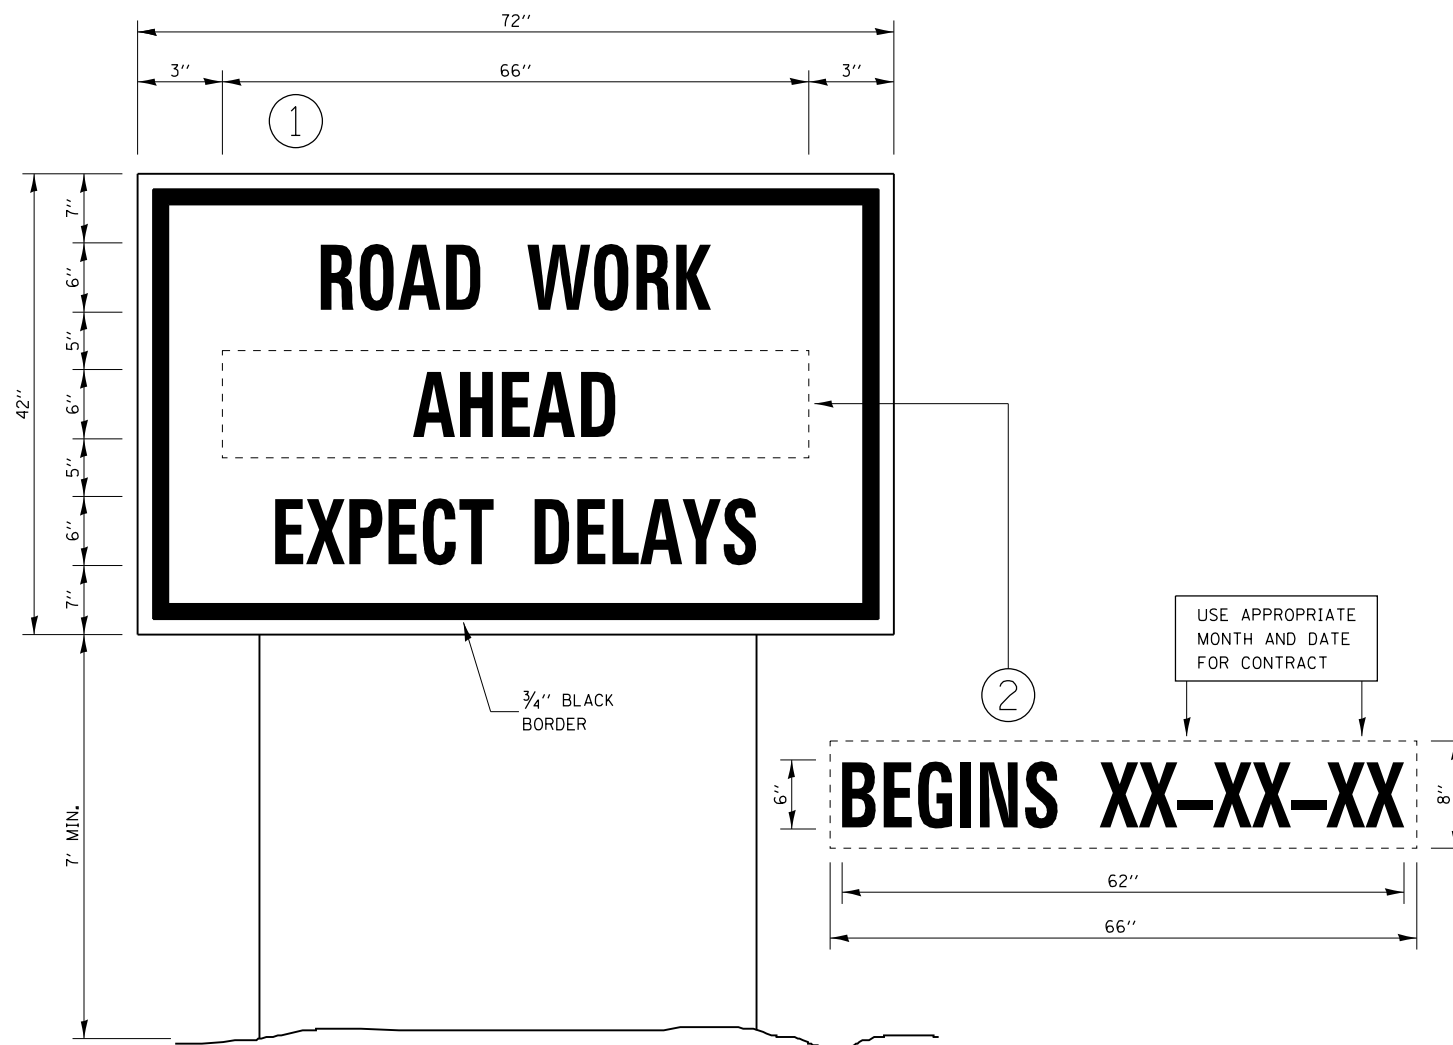 72''
3'' 66'' 3''
1
7''
6''
5''
6''
5''
6''
7''
42''
7' MIN.
ROAD WORK
AHEAD
EXPECT DELAYS
3/4'' BLACK
BORDER
2
USE APPROPRIATE
MONTH AND DATE
FOR CONTRACT
6''
BEGINS XX-XX-XX
8''
62''
66''